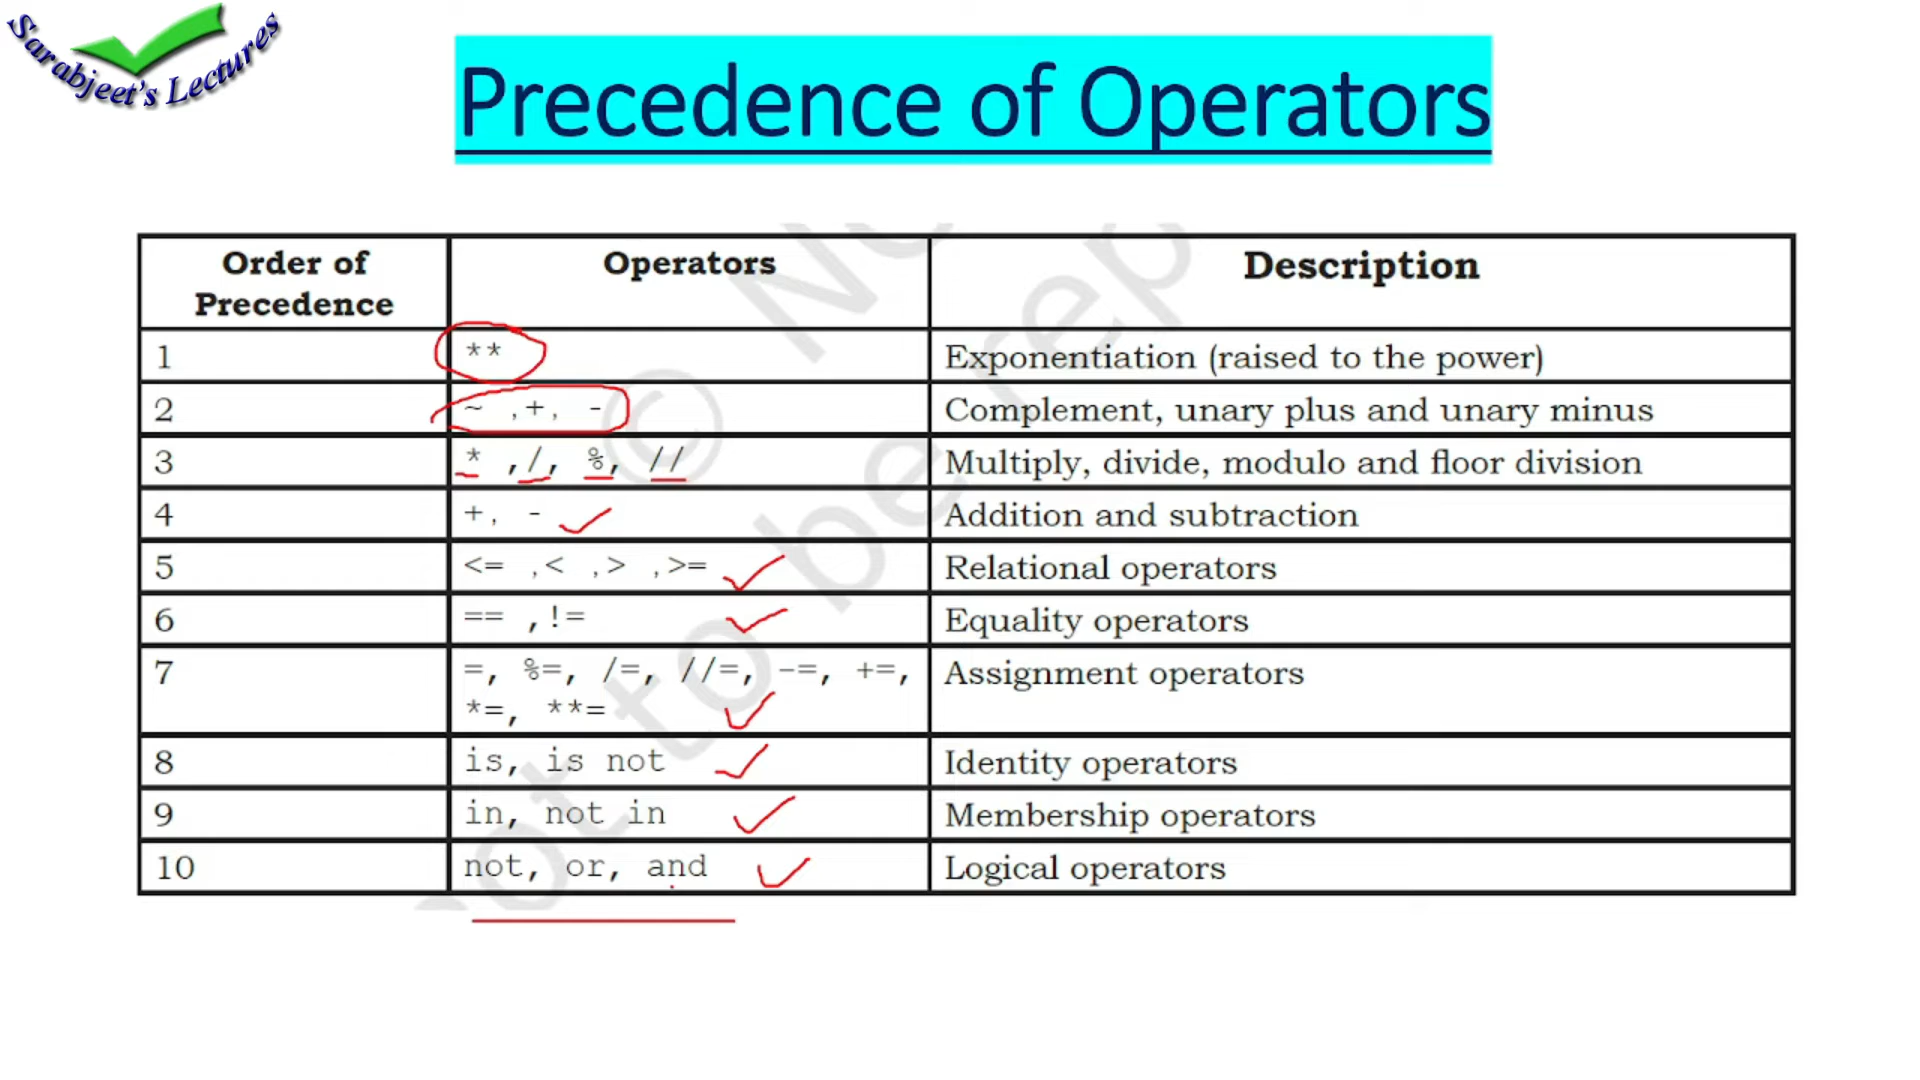 Sarabjeet's Lectures
Precedence of Operators
Order of Precedence Operators Description
1 ** Exponentiation (raised to the power)
2 ~ ,+, - Complement, unary plus and unary minus
3 * ,/, %, // Multiply, divide, modulo and floor division
4 +, - Addition and subtraction
5 <= ,< ,> ,>= Relational operators
6 == ,!= Equality operators
7 =, %=, /=, //=, -=, +=, Assignment operators
*=, **=
8 is, is not Identity operators
9 in, not in Membership operators
10 not, or, and Logical operators